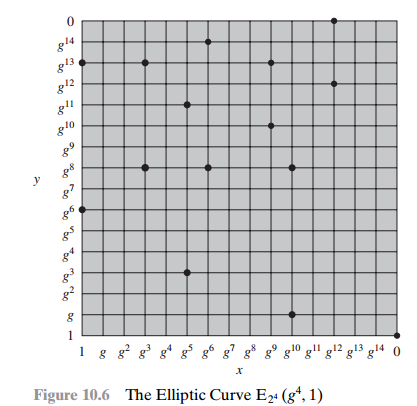 0
g¹⁴
g¹³
g¹²
g¹¹
g¹⁰
g⁹
g⁸
y
g⁷
g⁶
g⁵
g⁴
g³
g²
g
1
1 g g² g³ g⁴ g⁵ g⁶ g⁷ g⁸ g⁹ g¹⁰ g¹¹ g¹² g¹³ g¹⁴ 0
x
Figure 10.6 The Elliptic Curve E₂⁴ (g⁴, 1)